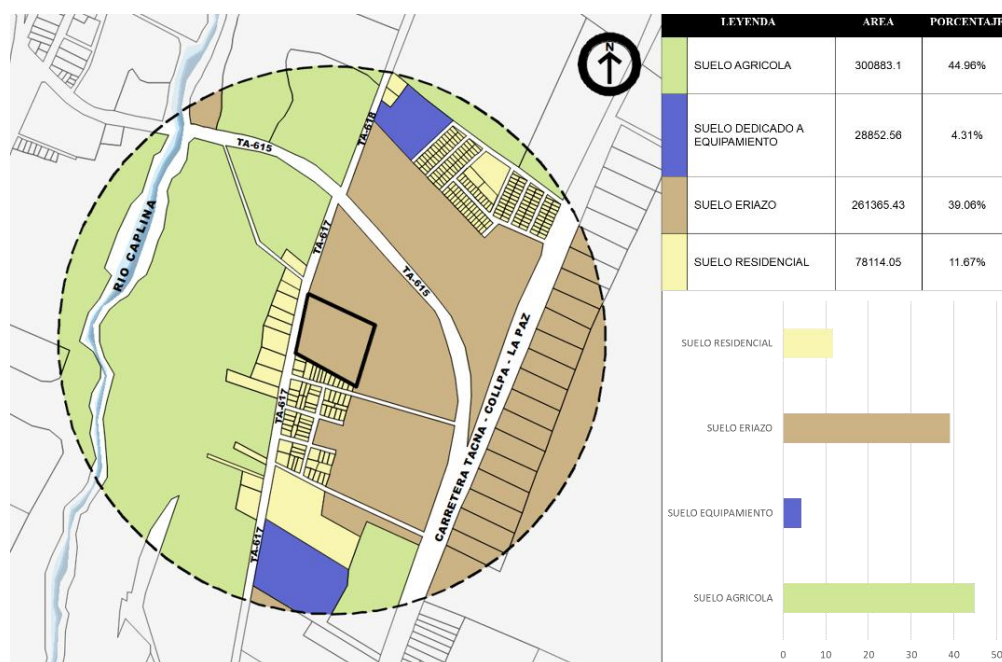 N
TA-615
TA-618
TA-617
TA-615
RIO CAPLINA
TA-617
TA-617
CARRETERA TACNA - COLLPA - LA PAZ
LEYENDA AREA PORCENTAJE
SUELO AGRICOLA 300883.1 44.96%
SUELO DEDICADO A
EQUIPAMIENTO 28852.56 4.31%
SUELO ERIAZO 261365.43 39.06%
SUELO RESIDENCIAL 78114.05 11.67%
SUELO RESIDENCIAL
SUELO ERIAZO
SUELO EQUIPAMIENTO
SUELO AGRICOLA
0 10 20 30 40 50